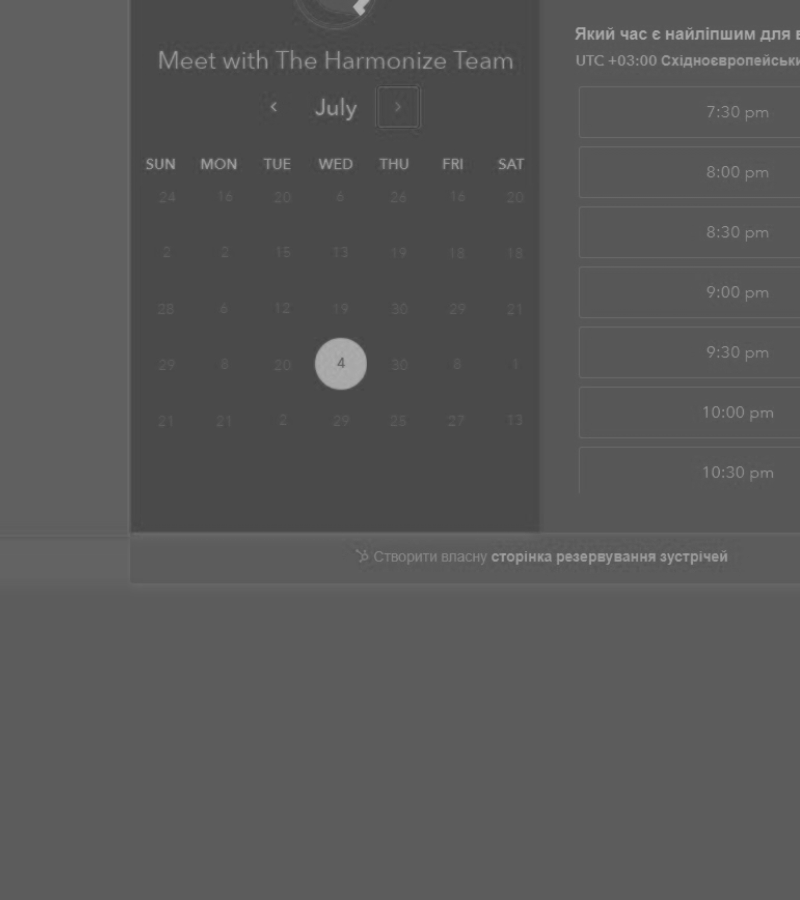 Meet with The Harmonize Team
July
SUN MON TUE WED THU FRI SAT
24 16 20 6 26 16 20
2 2 15 13 19 18 18
28 6 12 19 30 29 21
29 8 20 4 30 8 1
21 21 2 29 25 27 13
Який час є найліпшим для
UTC +03:00 Східноєвропейськи
7:30 pm
8:00 pm
8:30 pm
9:00 pm
9:30 pm
10:00 pm
10:30 pm
Створити власну сторінка резервування зустрічей